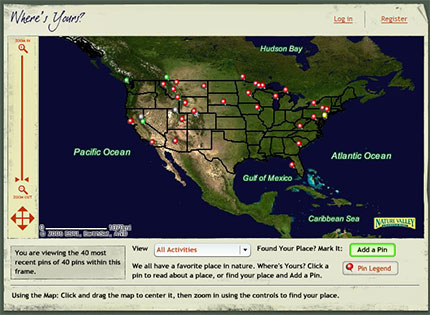 Where's Yours?
Log in
Register
ZOOM IN
Hudson Bay
Pacific Ocean
Atlantic Ocean
Gulf of Mexico
Caribbean Sea
NATURE VALLEY
ZOOM OUT
You are viewing the 40 most
recent pins of 40 pins within this
frame.
View
All Activities
Found Your Place? Mark It:
Add a Pin
We all have a favorite place in nature. Where's Yours? Click a
pin to read about a place, or find your place and Add a Pin.
Pin Legend
Using the Map: Click and drag the map to center it, then zoom in using the controls to find your place.